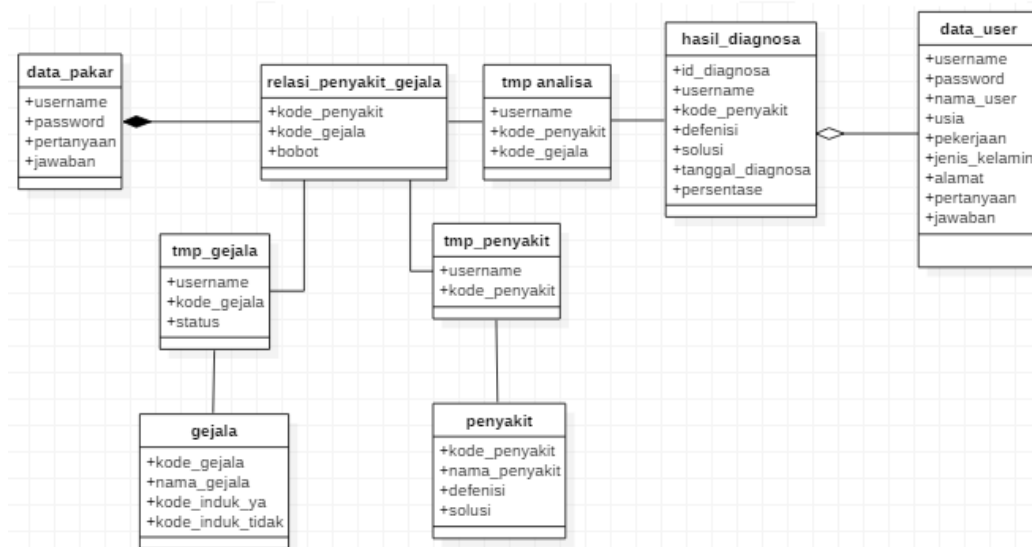 data_pakar
+username
+password
+pertanyaan
+jawaban
relasi_penyakit_gejala
+kode_penyakit
+kode_gejala
+bobot
tmp analisa
+username
+kode_penyakit
+kode_gejala
hasil_diagnosa
+id_diagnosa
+username
+kode_penyakit
+defenisi
+solusi
+tanggal_diagnosa
+persentase
data_user
+username
+password
+nama_user
+usia
+pekerjaan
+jenis_kelamin
+alamat
+pertanyaan
+jawaban
tmp_gejala
+username
+kode_gejala
+status
tmp_penyakit
+username
+kode_penyakit
gejala
+kode_gejala
+nama_gejala
+kode_induk_ya
+kode_induk_tidak
penyakit
+kode_penyakit
+nama_penyakit
+defenisi
+solusi